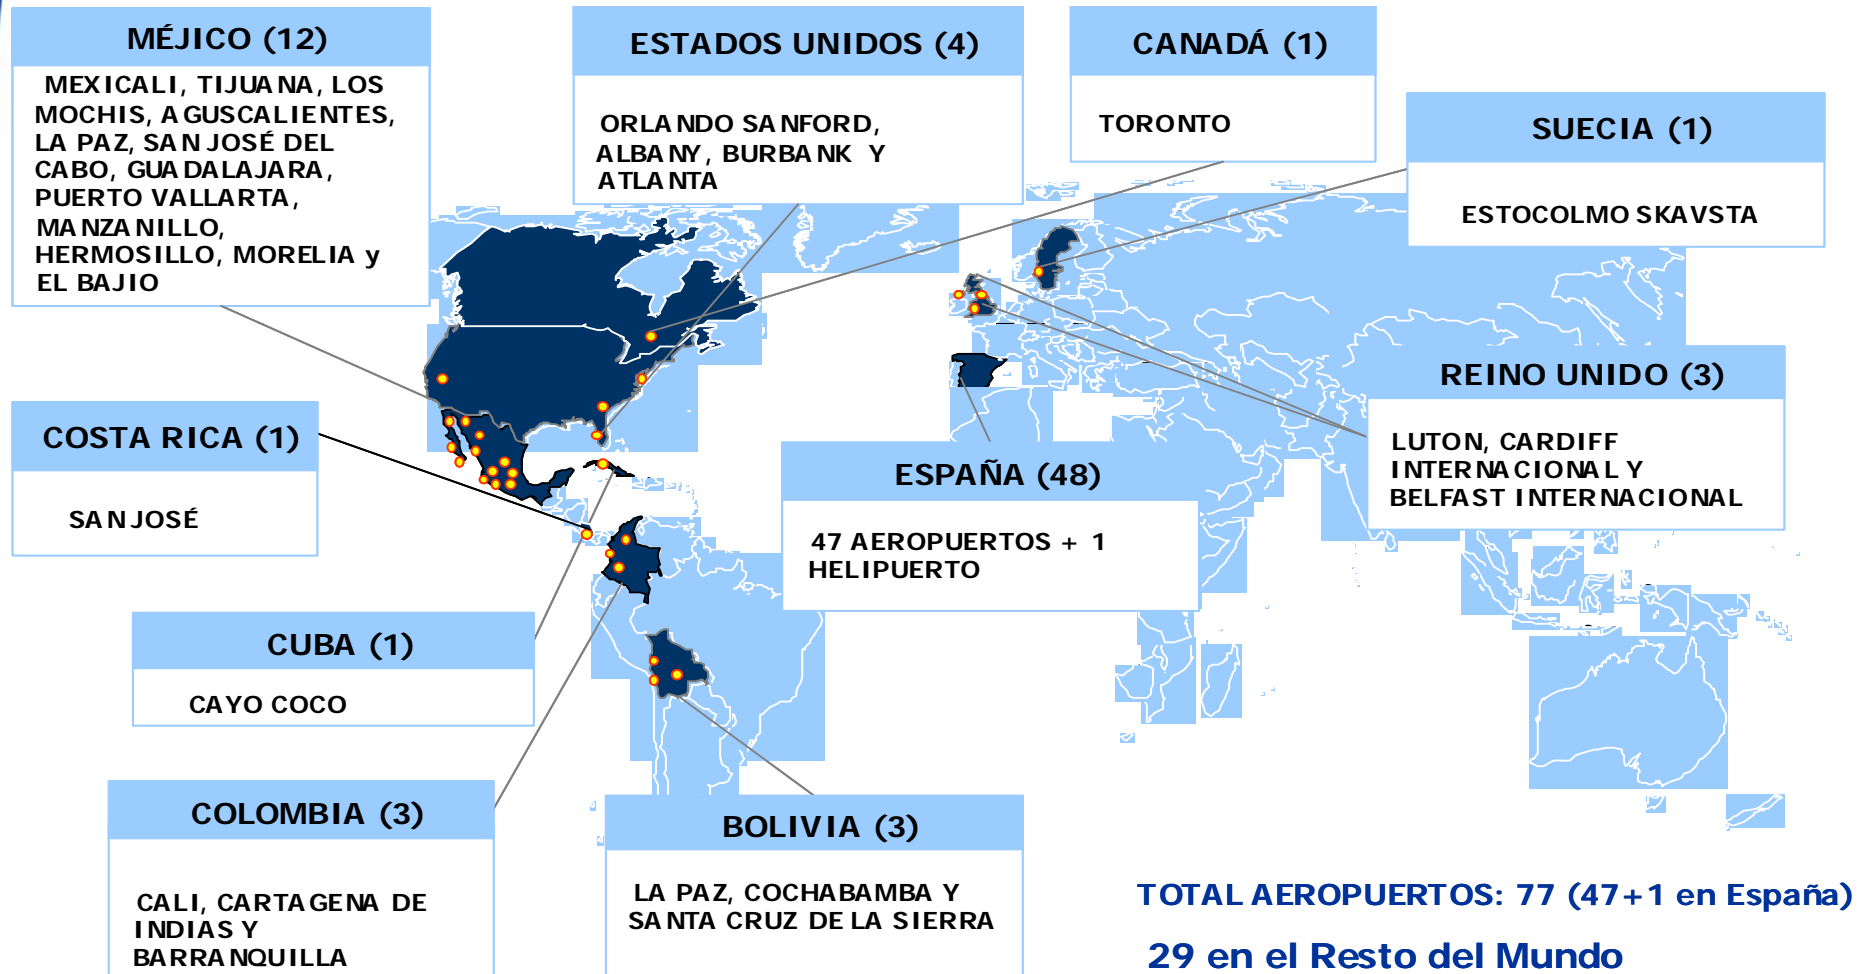 MÉJICO (12)
MEXICALI, TIJUANA, LOS
MOCHIS, AGUSCALIENTES,
LA PAZ, SAN JOSÉ DEL
CABO, GUADALAJARA,
PUERTO VALLARTA,
MANZANILLO,
HERMOSILLO, MORELIA y
EL BAJIO
ESTADOS UNIDOS (4)
ORLANDO SANFORD,
ALBANY, BURBANK Y
ATLANTA
CANADÁ (1)
TORONTO
SUECIA (1)
ESTOCOLMO SKAVSTA
REINO UNIDO (3)
LUTON, CARDIFF
INTERNACIONAL Y
BELFAST INTERNACIONAL
COSTA RICA (1)
SAN JOSÉ
ESPAÑA (48)
47 AEROPUERTOS + 1
HELIPUERTO
CUBA (1)
CAYO COCO
COLOMBIA (3)
CALI, CARTAGENA DE
INDIAS Y
BARRANQUILLA
BOLIVIA (3)
LA PAZ, COCHABAMBA Y
SANTA CRUZ DE LA SIERRA
TOTAL AEROPUERTOS: 77 (47+1 en España)
29 en el Resto del Mundo